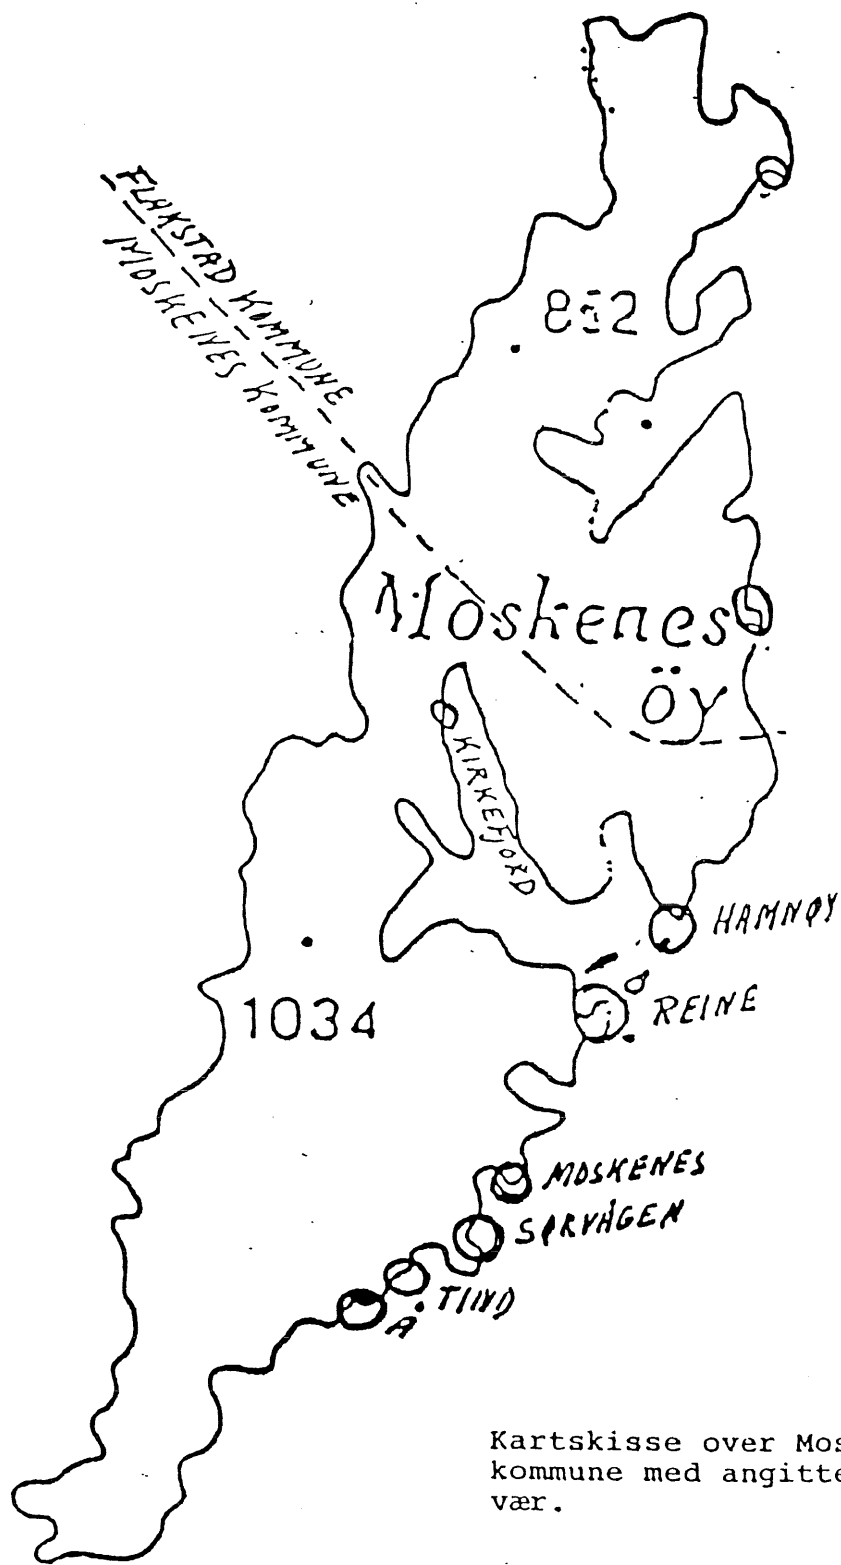 FLAKSTAD KOMMUNE
MOSKENES KOMMUNE
852
Moskenes
öy
KIRKEFJORD
HAMNØY
REINE
1034
MOSKENES
SØRVÅGEN
TIND
Å
Kartskisse over Mos
kommune med angitte
vær.